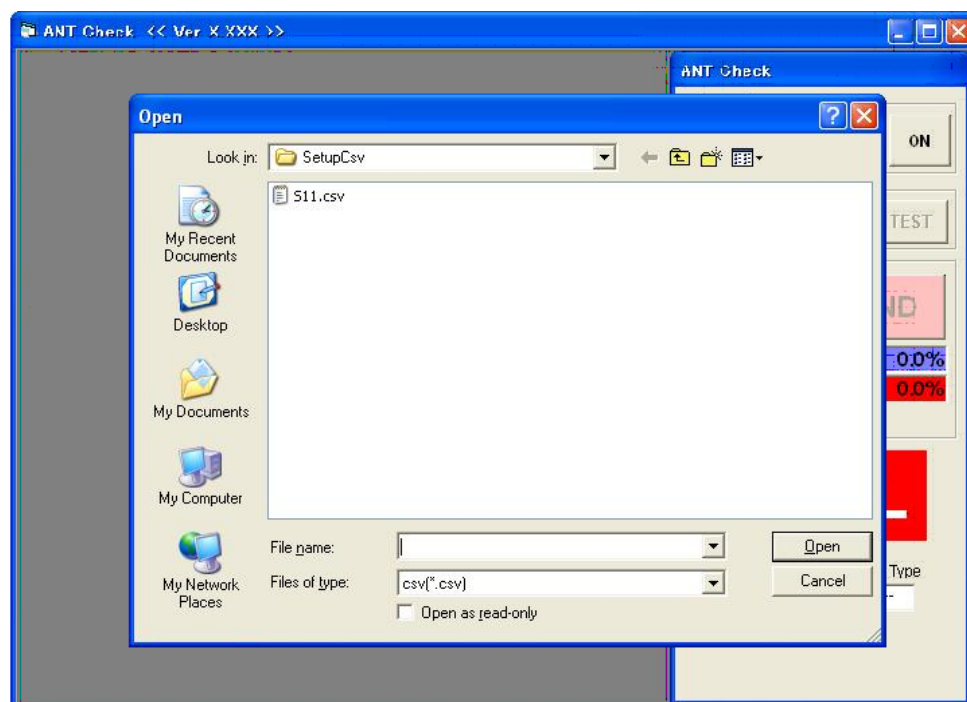 ANT Check << Ver X.XXX >>
ANT Check
Open
Look in:
SetupCsv
ON
S11.csv
My Recent
Documents
TEST
Desktop
ND
0.0%
0.0%
My Documents
My Computer
File name:
Open
My Network
Places
Files of type:
csv(*.csv)
Cancel
Type
--
Open as read-only